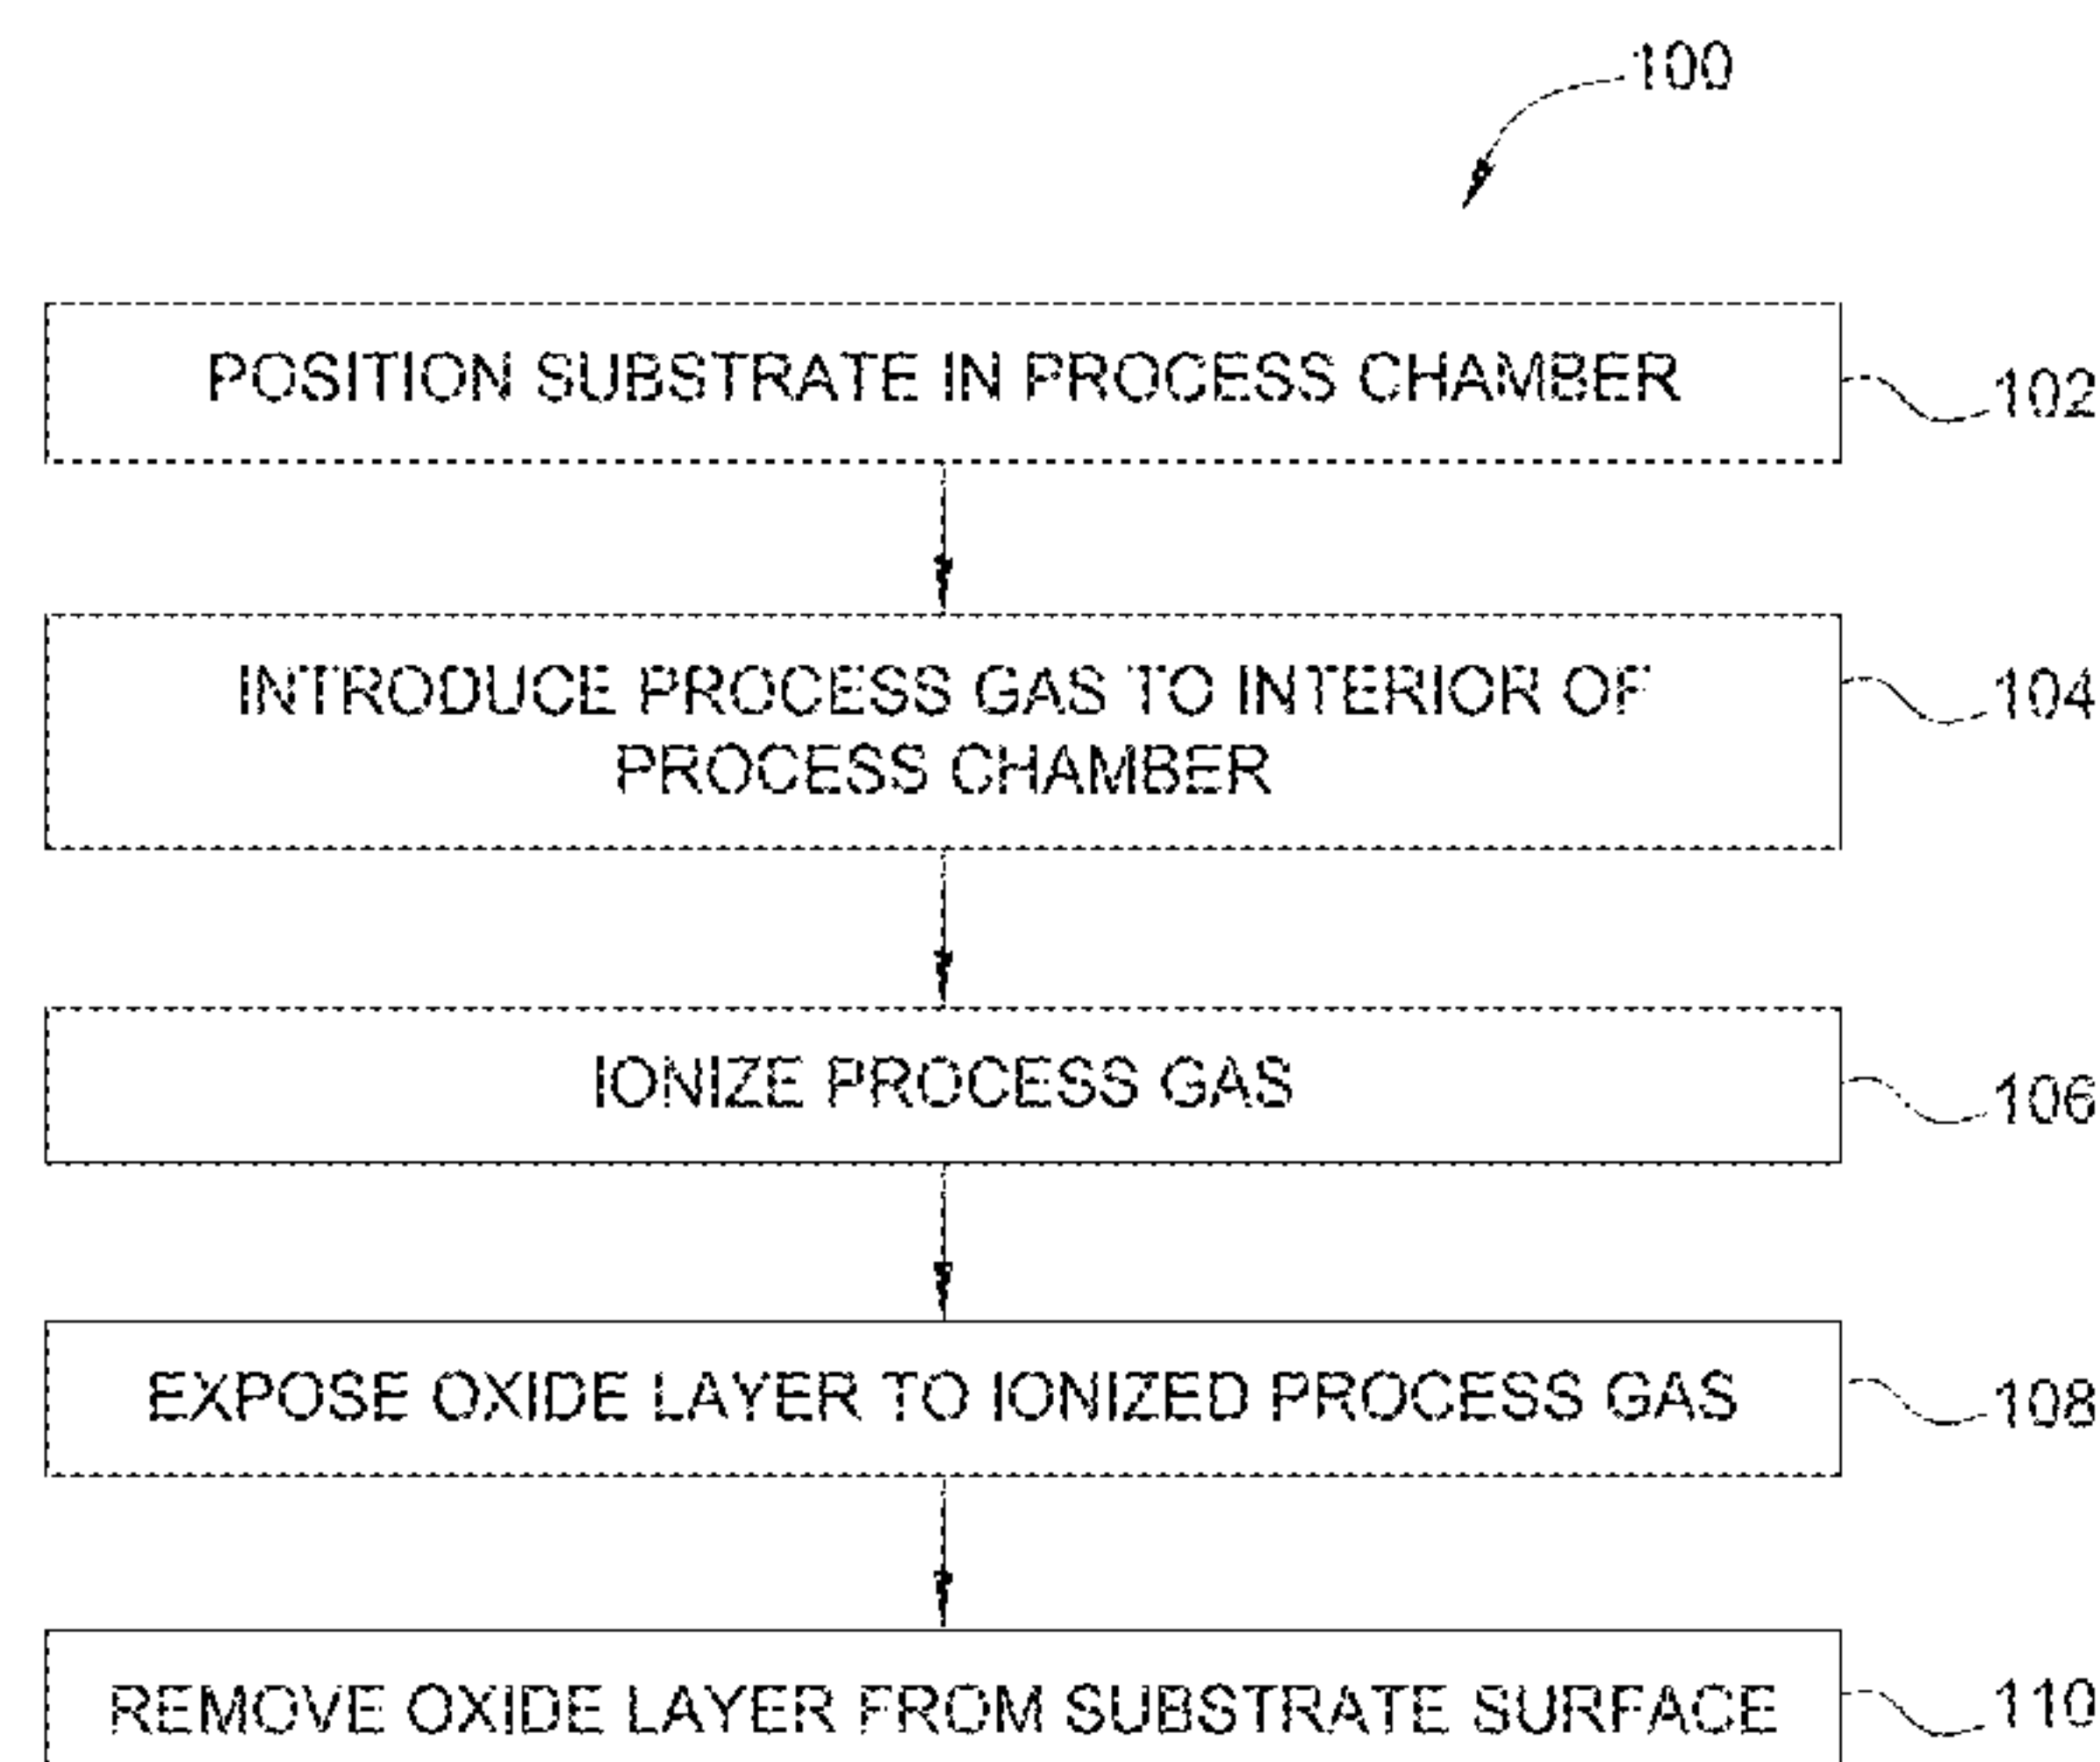 100
POSITION SUBSTRATE IN PROCESS CHAMBER
102
INTRODUCE PROCESS GAS TO INTERIOR OF
PROCESS CHAMBER
104
IONIZE PROCESS GAS
106
EXPOSE OXIDE LAYER TO IONIZED PROCESS GAS
108
REMOVE OXIDE LAYER FROM SUBSTRATE SURFACE
110